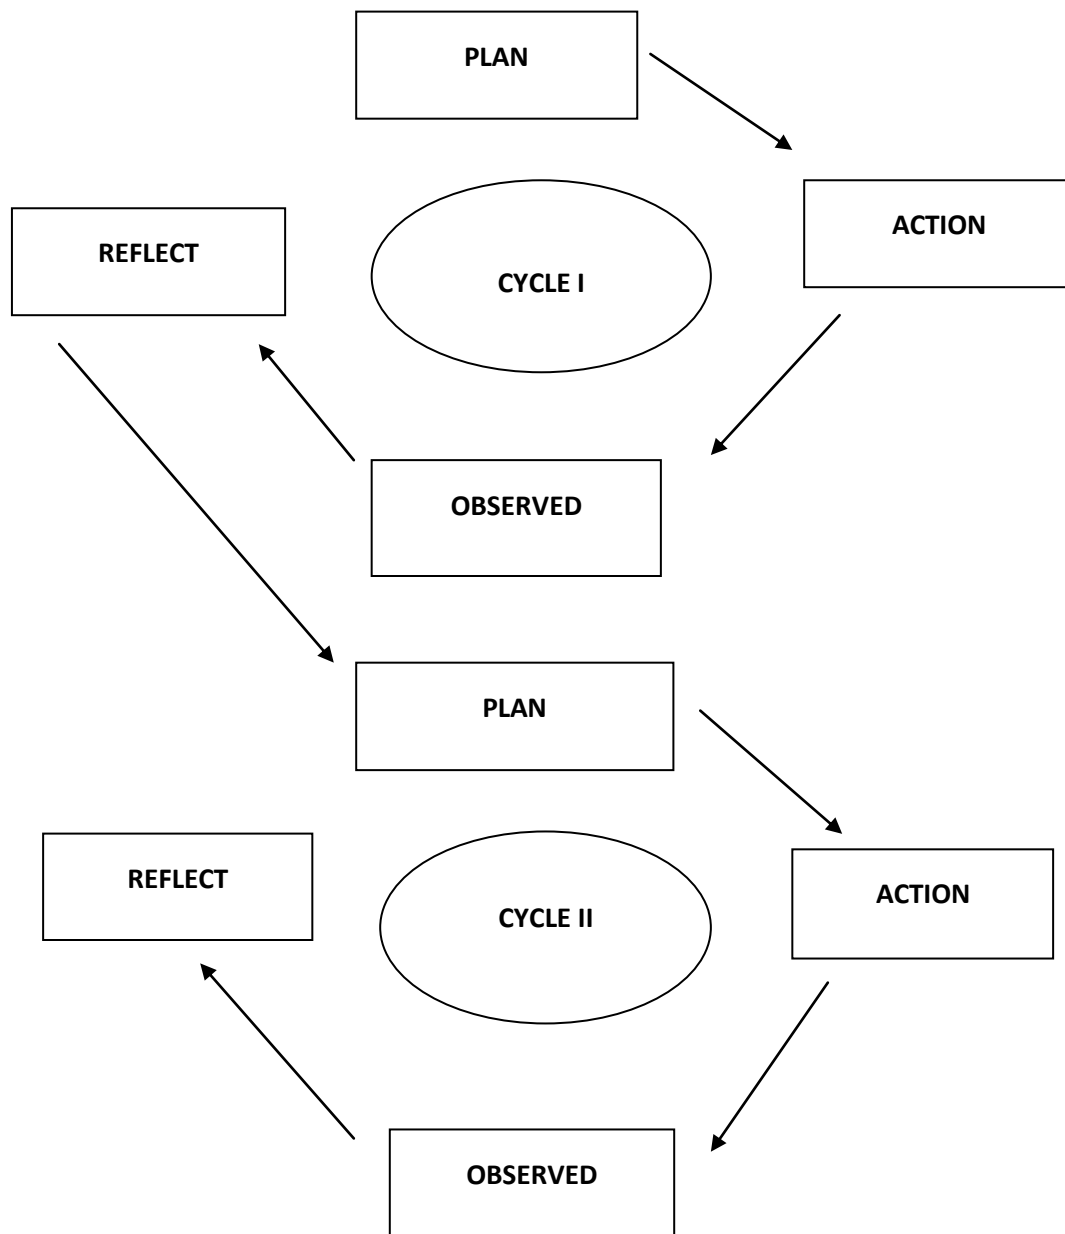 PLAN
ACTION
REFLECT
CYCLE I
OBSERVED
PLAN
REFLECT
ACTION
CYCLE II
OBSERVED